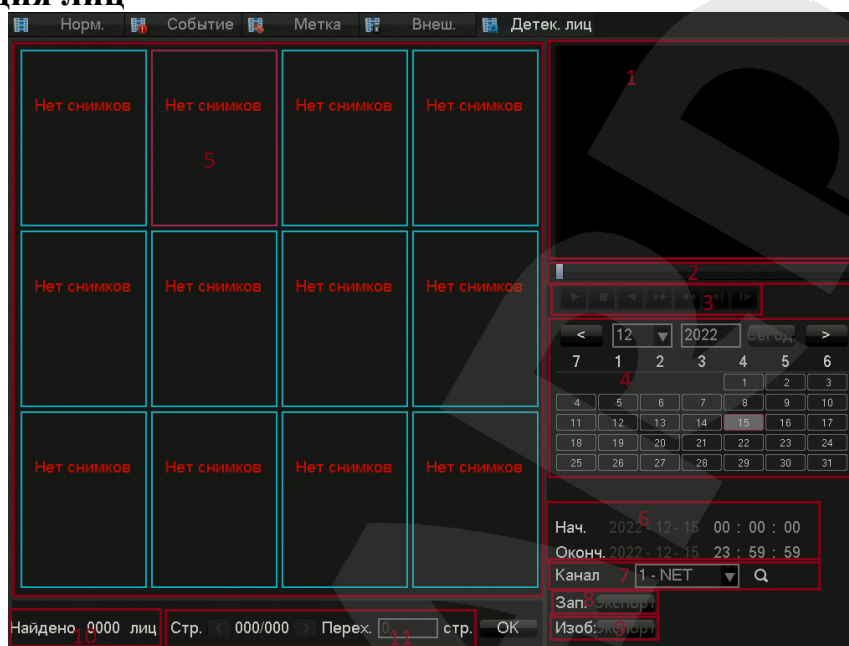 ция лиц
Норм. Событие Метка Внеш. Детек. лиц
Нет снимков Нет снимков Нет снимков Нет снимков
5
Нет снимков Нет снимков Нет снимков Нет снимков
Нет снимков Нет снимков Нет снимков Нет снимков
Найдено 0000 лиц
10
Стр. < 000/000 > Перех. 0 стр. OK
11
1
2
3
< 12 2022 Сегод. >
7 1 2 3 4 5 6
4
1 2 3
4 5 6 7 8 9 10
11 12 13 14 15 16 17
18 19 20 21 22 23 24
25 26 27 28 29 30 31
6
Нач. 2022 - 12 - 15 00 : 00 : 00
Оконч. 2022 - 12 - 15 23 : 59 : 59
Канал 7 1 - NET
Зап. 8 Экспорт
Изоб. 9 Экспорт